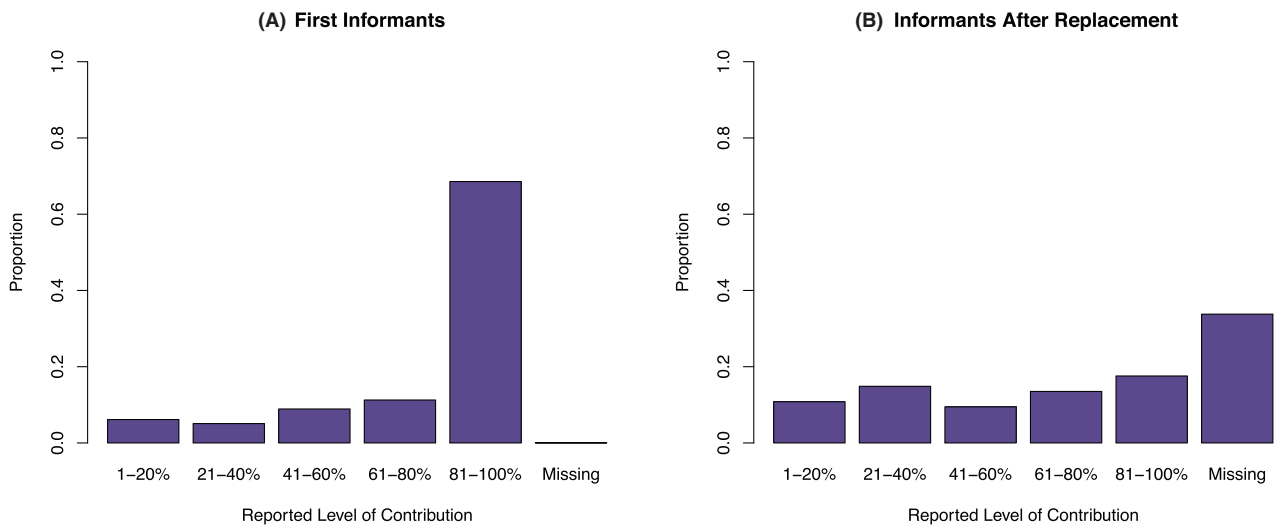 (A) First Informants
Proportion
1.0
0.8
0.6
0.4
0.2
0.0
1–20% 21–40% 41–60% 61–80% 81–100% Missing
Reported Level of Contribution
(B) Informants After Replacement
Proportion
1.0
0.8
0.6
0.4
0.2
0.0
1–20% 21–40% 41–60% 61–80% 81–100% Missing
Reported Level of Contribution